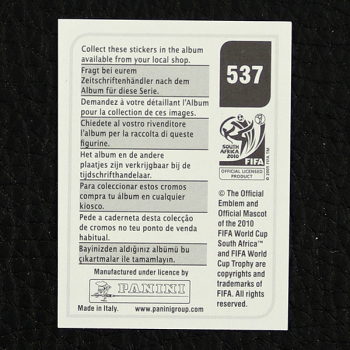 Collect these stickers in the album
available from your local shop.
Fragt bei eurem
Zeitschriftenhändler nach dem
Album für diese Serie.
Demandez à votre détaillant l'Album
pour la collection de ces images.
Chiedete al vostro rivenditore
l'album per la raccolta di queste
figurine.
Het album en de andere
plaatjes zijn verkrijgbaar bij de
tijdschrifthandelaar.
Para coleccionar estos cromos
compra tu álbum en cualquier
kiosco.
Pede a caderneta desta colecção
de cromos no teu ponto de venda
habitual.
Bayinizden aldığınız albümü bu
çıkartmalar ile tamamlayın.
Manufactured under licence by
PANINI
Made in Italy. www.paninigroup.com
537
SOUTH AFRICA
2010
FIFA
OFFICIAL LICENSED
PRODUCT
© The Official
Emblem and
Official Mascot
of the 2010
FIFA World Cup
South Africa™
and FIFA World
Cup Trophy are
copyrights and
trademarks of
FIFA. All rights
reserved.